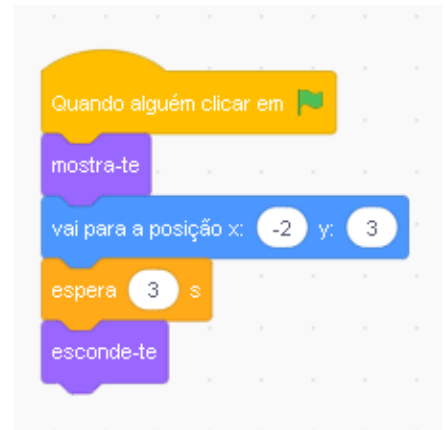 Quando alguém clicar em
mostra-te
vai para a posição x: -2 y: 3
espera 3 s
esconde-te